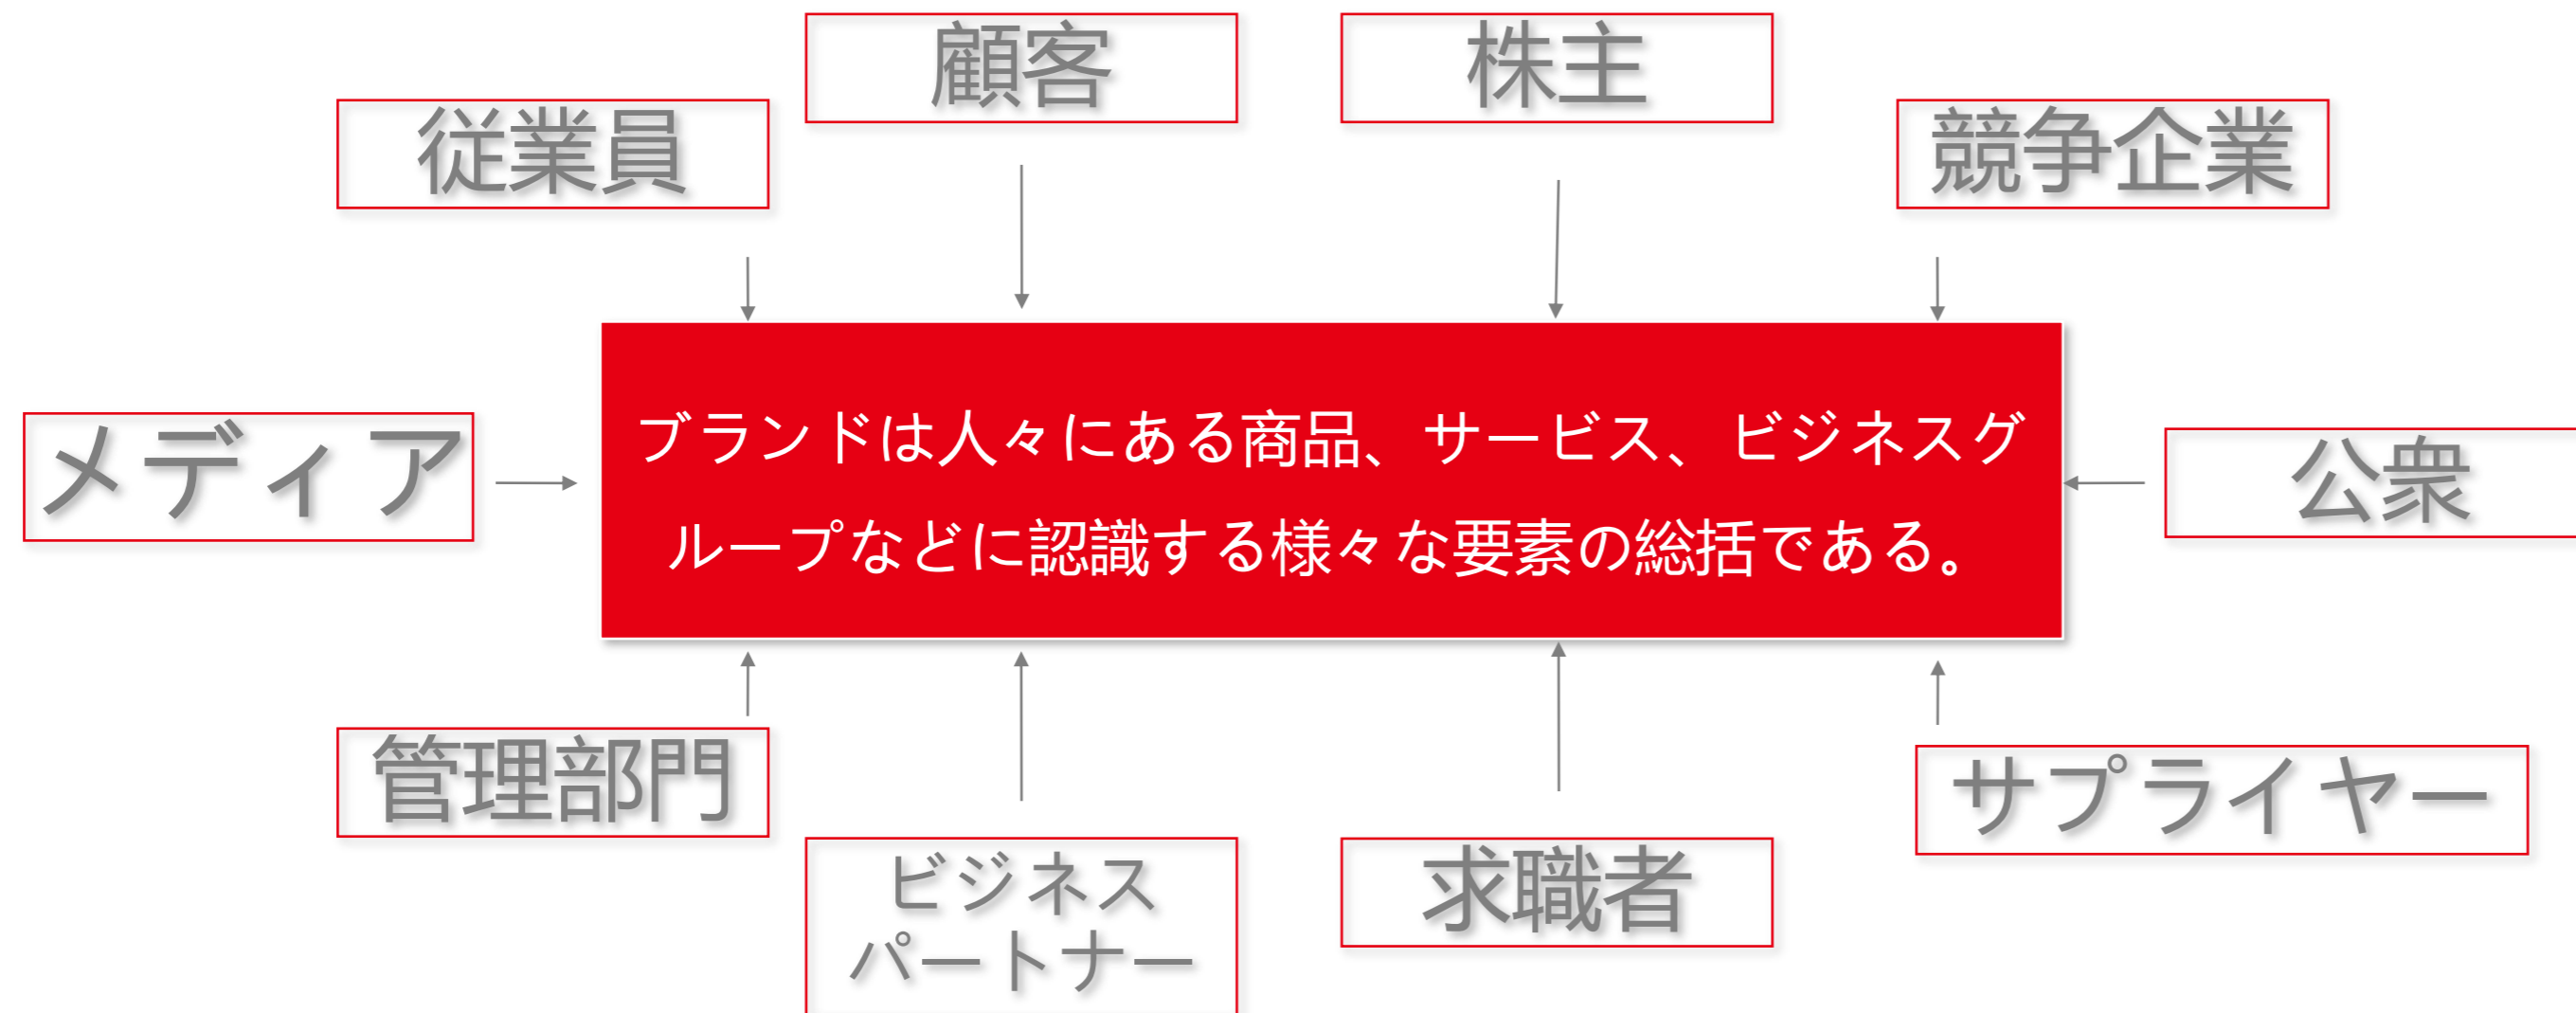 顧客
株主
従業員
競争企業
メディア
ブランドは人々にある商品、サービス、ビジネスグ
ループなどに認識する様々な要素の総括である。
公衆
管理部門
サプライヤー
ビジネス
パートナー
求職者